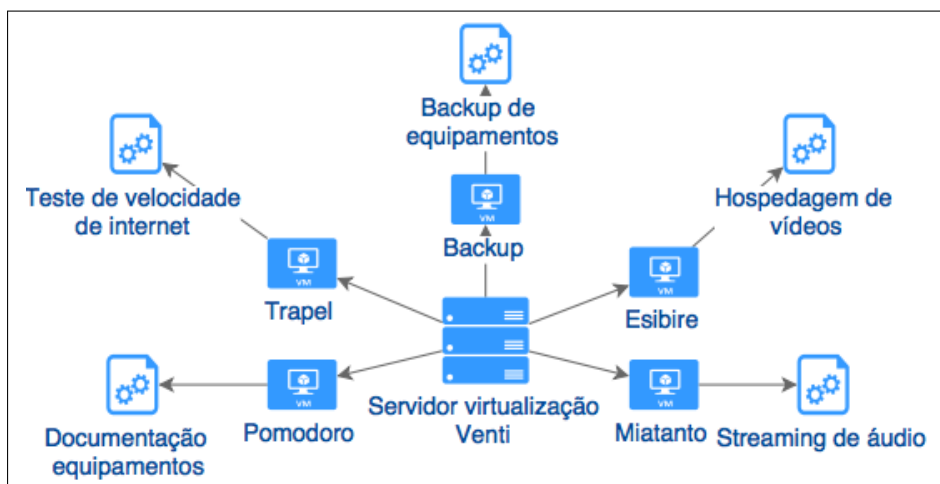 Backup de
equipamentos
Teste de velocidade
de internet
Hospedagem de
vídeos
VM
Backup
VM
Trapel
VM
Esibire
VM
Pomodoro
Documentação
equipamentos
Servidor virtualização
Venti
VM
Miatanto
Streaming de áudio